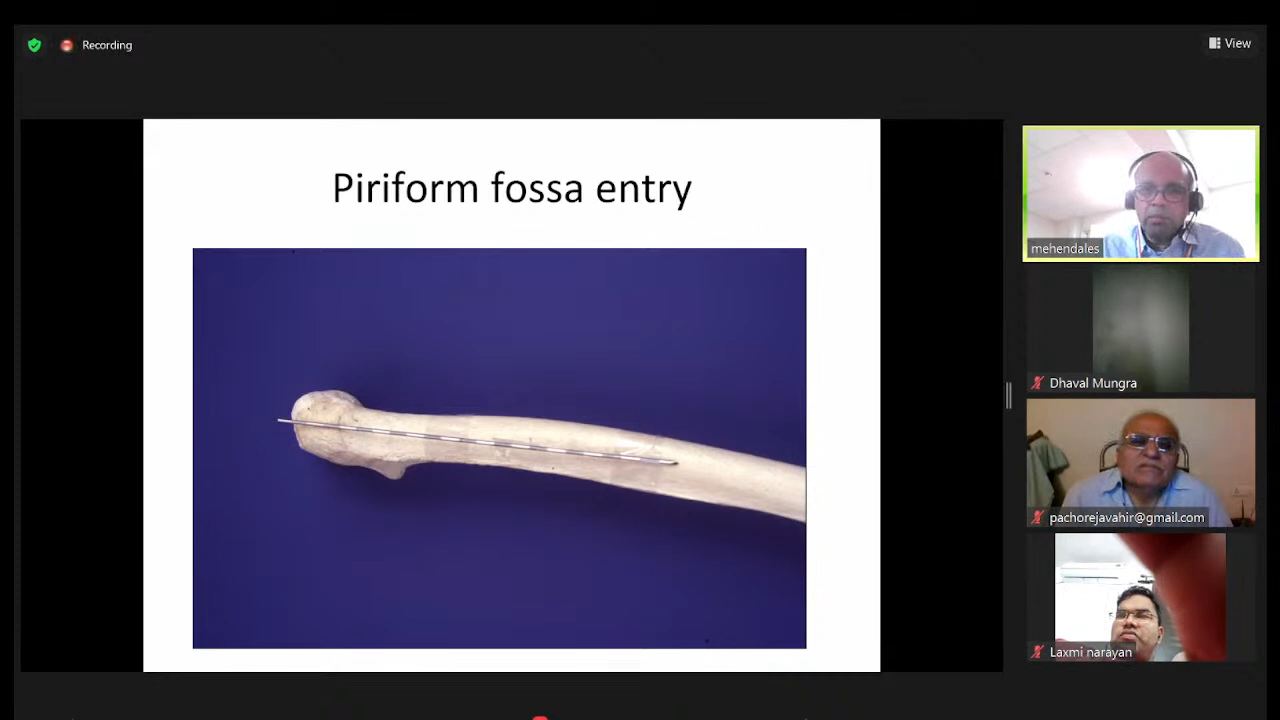 Recording
View
Piriform fossa entry
mehendales
Dhaval Mungra
pachorejavahir@gmail.com
Laxmi narayan